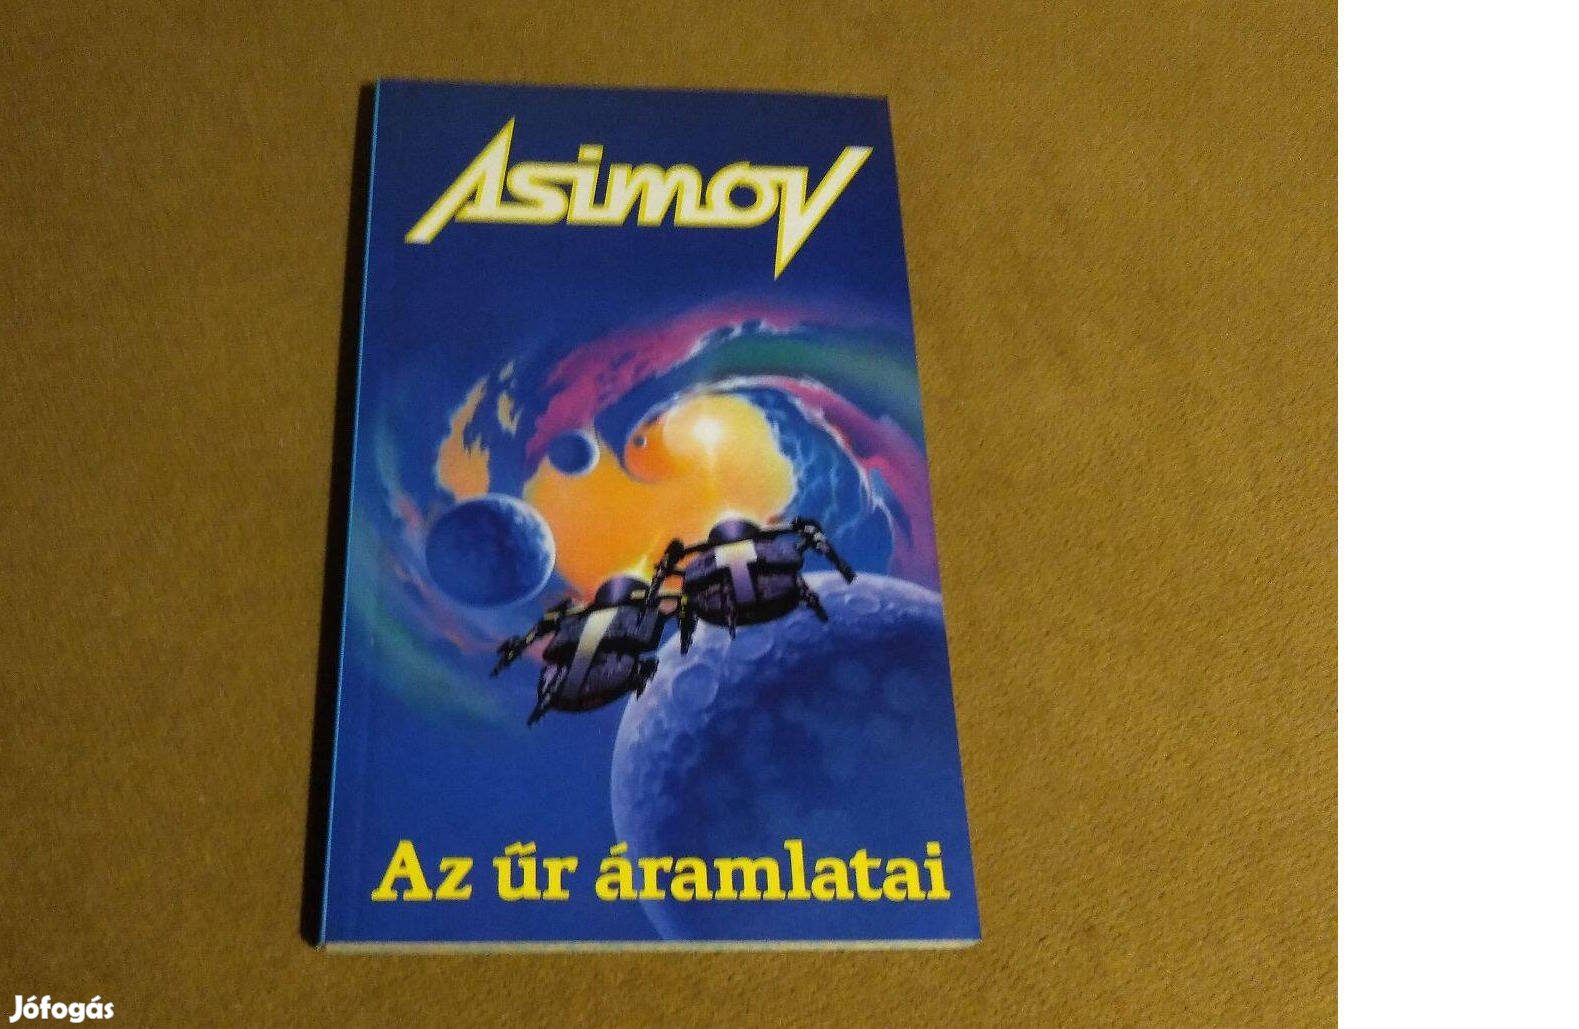 Asimov
Az űr áramlatai
Jófogás